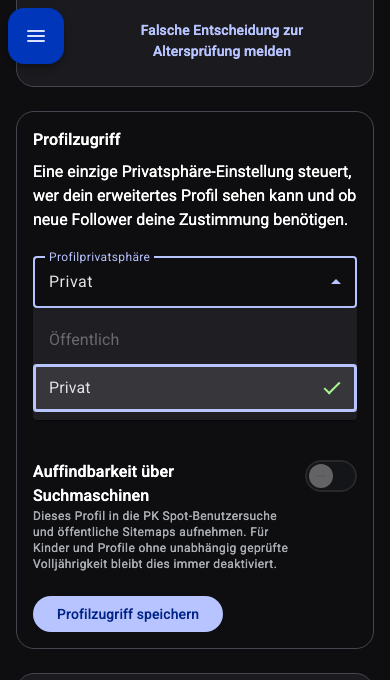 Falsche Entscheidung zur
Altersprüfung melden
Profilzugriff
Eine einzige Privatsphäre-Einstellung steuert,
wer dein erweitertes Profil sehen kann und ob
neue Follower deine Zustimmung benötigen.
Profilprivatsphäre
Privat
Öffentlich
Privat
Auffindbarkeit über
Suchmaschinen
Dieses Profil in die PK Spot-Benutzersuche
und öffentliche Sitemaps aufnehmen. Für
Kinder und Profile ohne unabhängig geprüfte
Volljährigkeit bleibt dies immer deaktiviert.
Profilzugriff speichern